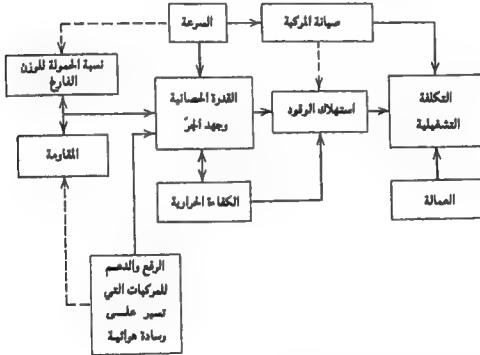 صيانة المركبة
السرعة
نسبة الحمولة للوزن
الفارغ
القدرة الحصانية
وجهد الجرّ
استهلاك الوقود
التكلفة
التشغيلية
المقاومة
الكفاءة الحرارية
العمالة
الرفع والدعم
للمركبات التي
تسير على
وسادة هوائية